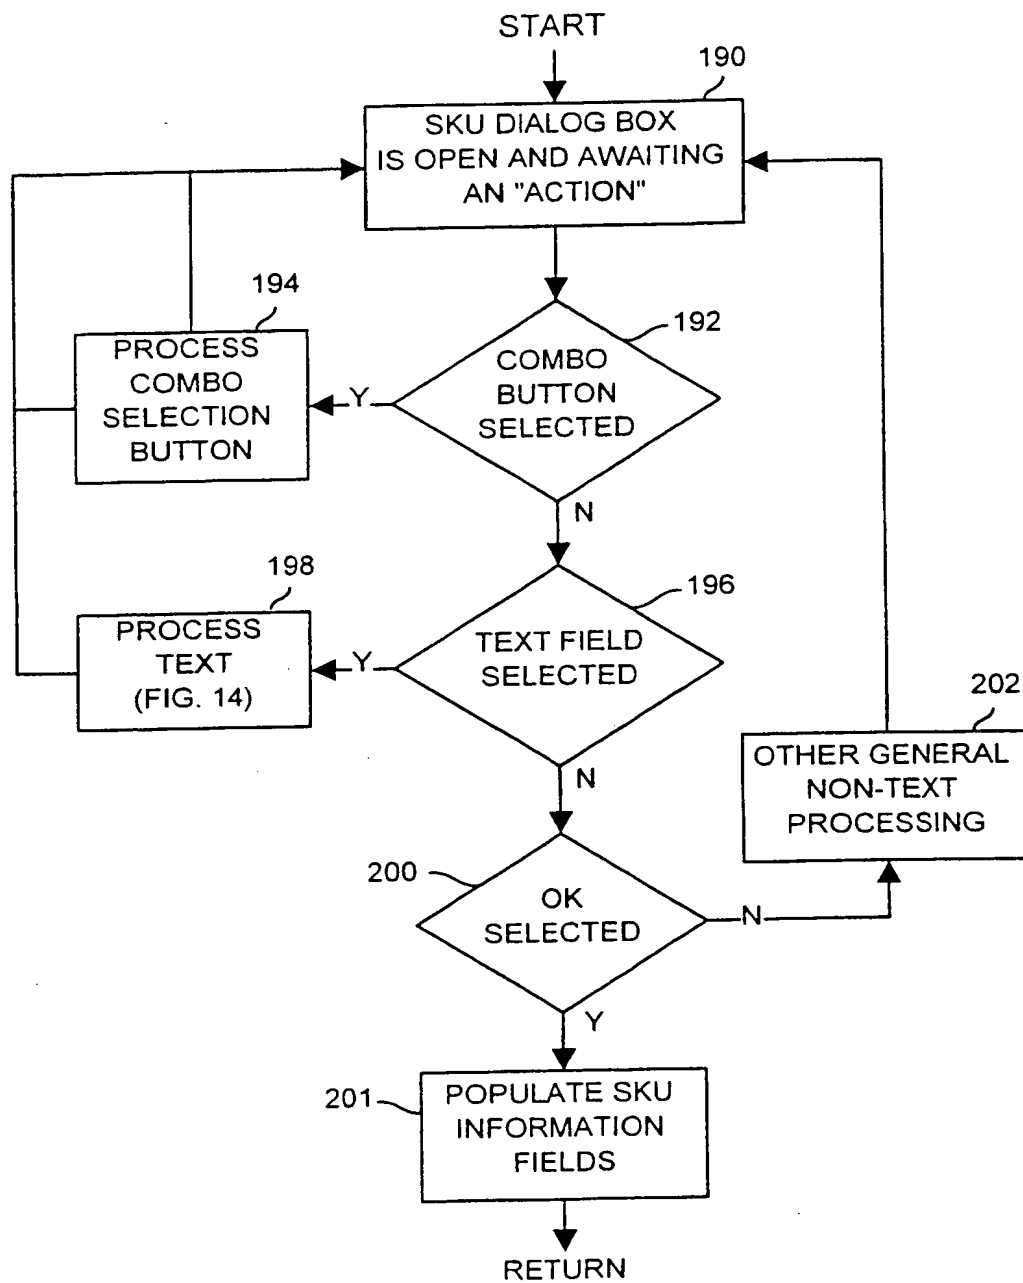 START
190
SKU DIALOG BOX
IS OPEN AND AWAITING
AN "ACTION"
194
PROCESS
COMBO
SELECTION
BUTTON
Y
192
COMBO
BUTTON
SELECTED
N
198
PROCESS
TEXT
(FIG. 14)
Y
196
TEXT FIELD
SELECTED
N
202
OTHER GENERAL
NON-TEXT
PROCESSING
200
OK
SELECTED
N
Y
201
POPULATE SKU
INFORMATION
FIELDS
RETURN